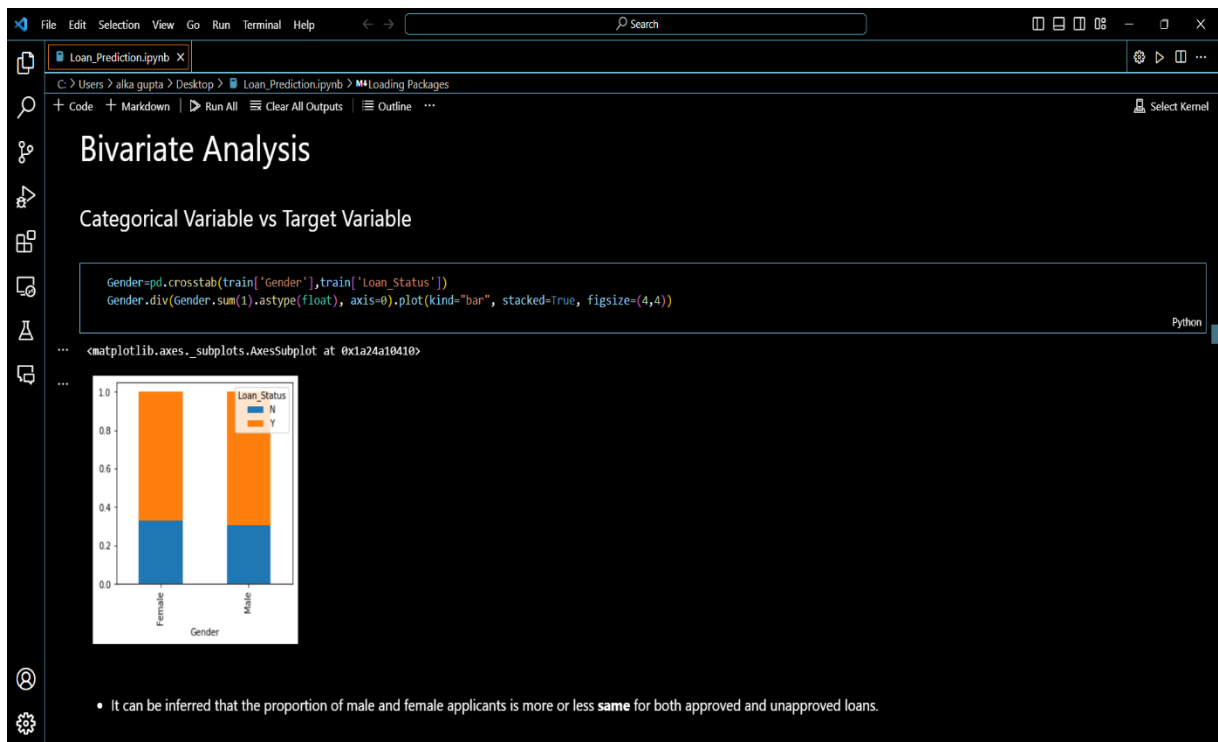 File Edit Selection View Go Run Terminal Help
Search
Loan_Prediction.ipynb
C: > Users > alka gupta > Desktop > Loan_Prediction.ipynb > M↓Loading Packages
+ Code + Markdown | Run All Clear All Outputs | Outline ···
Select Kernel
Bivariate Analysis
Categorical Variable vs Target Variable
Gender=pd.crosstab(train['Gender'],train['Loan_Status'])
Gender.div(Gender.sum(1).astype(float), axis=0).plot(kind="bar", stacked=True, figsize=(4,4))
Python
<matplotlib.axes._subplots.AxesSubplot at 0x1a24a10410>
Loan_Status
N
Y
1.0
0.8
0.6
0.4
0.2
0.0
Female
Male
Gender
• It can be inferred that the proportion of male and female applicants is more or less same for both approved and unapproved loans.